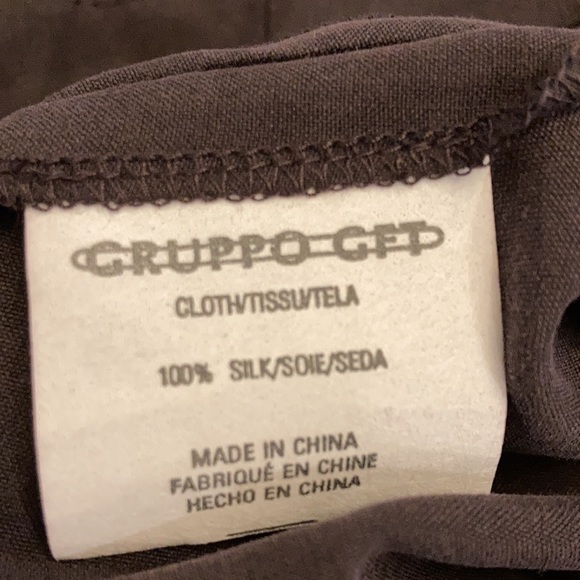 GRUPPO GFT
CLOTH/TISSU/TELA
100% SILK/SOIE/SEDA
MADE IN CHINA
FABRIQUÉ EN CHINE
HECHO EN CHINA